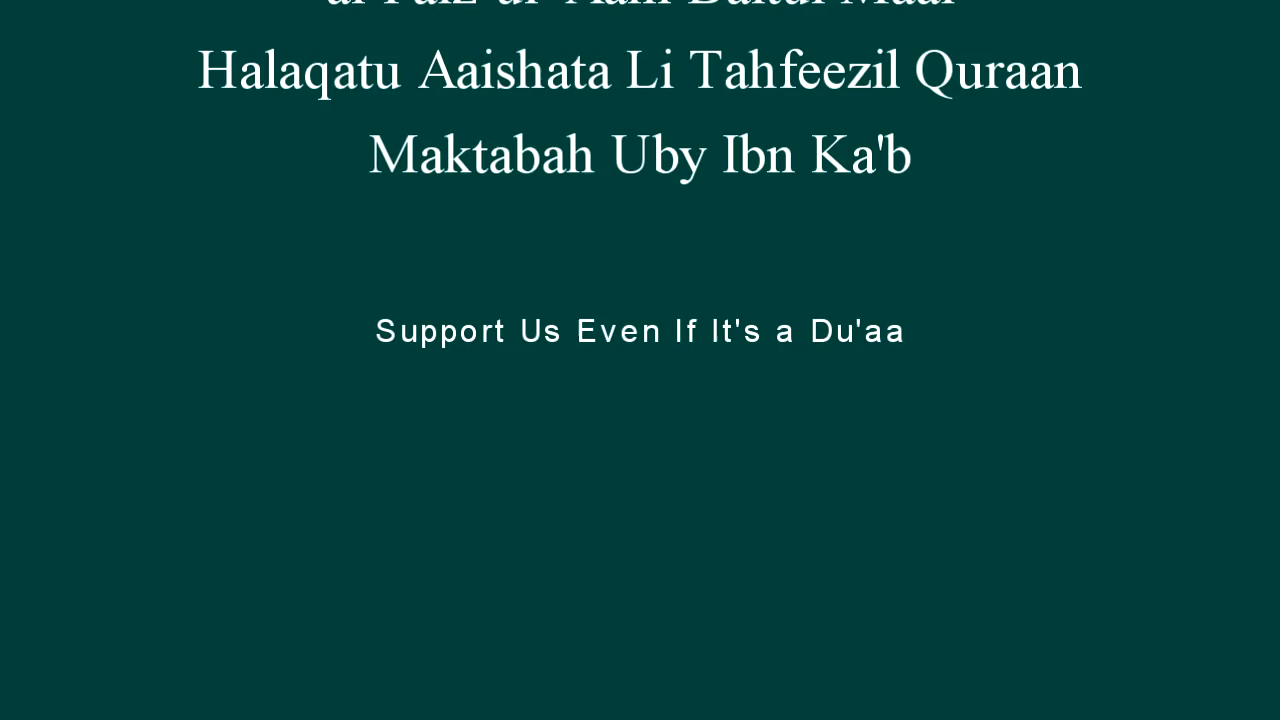 Halaqatu Aaishata Li Tahfeezil Quraan
Maktabah Uby Ibn Ka'b
Support Us Even If It's a Du'aa